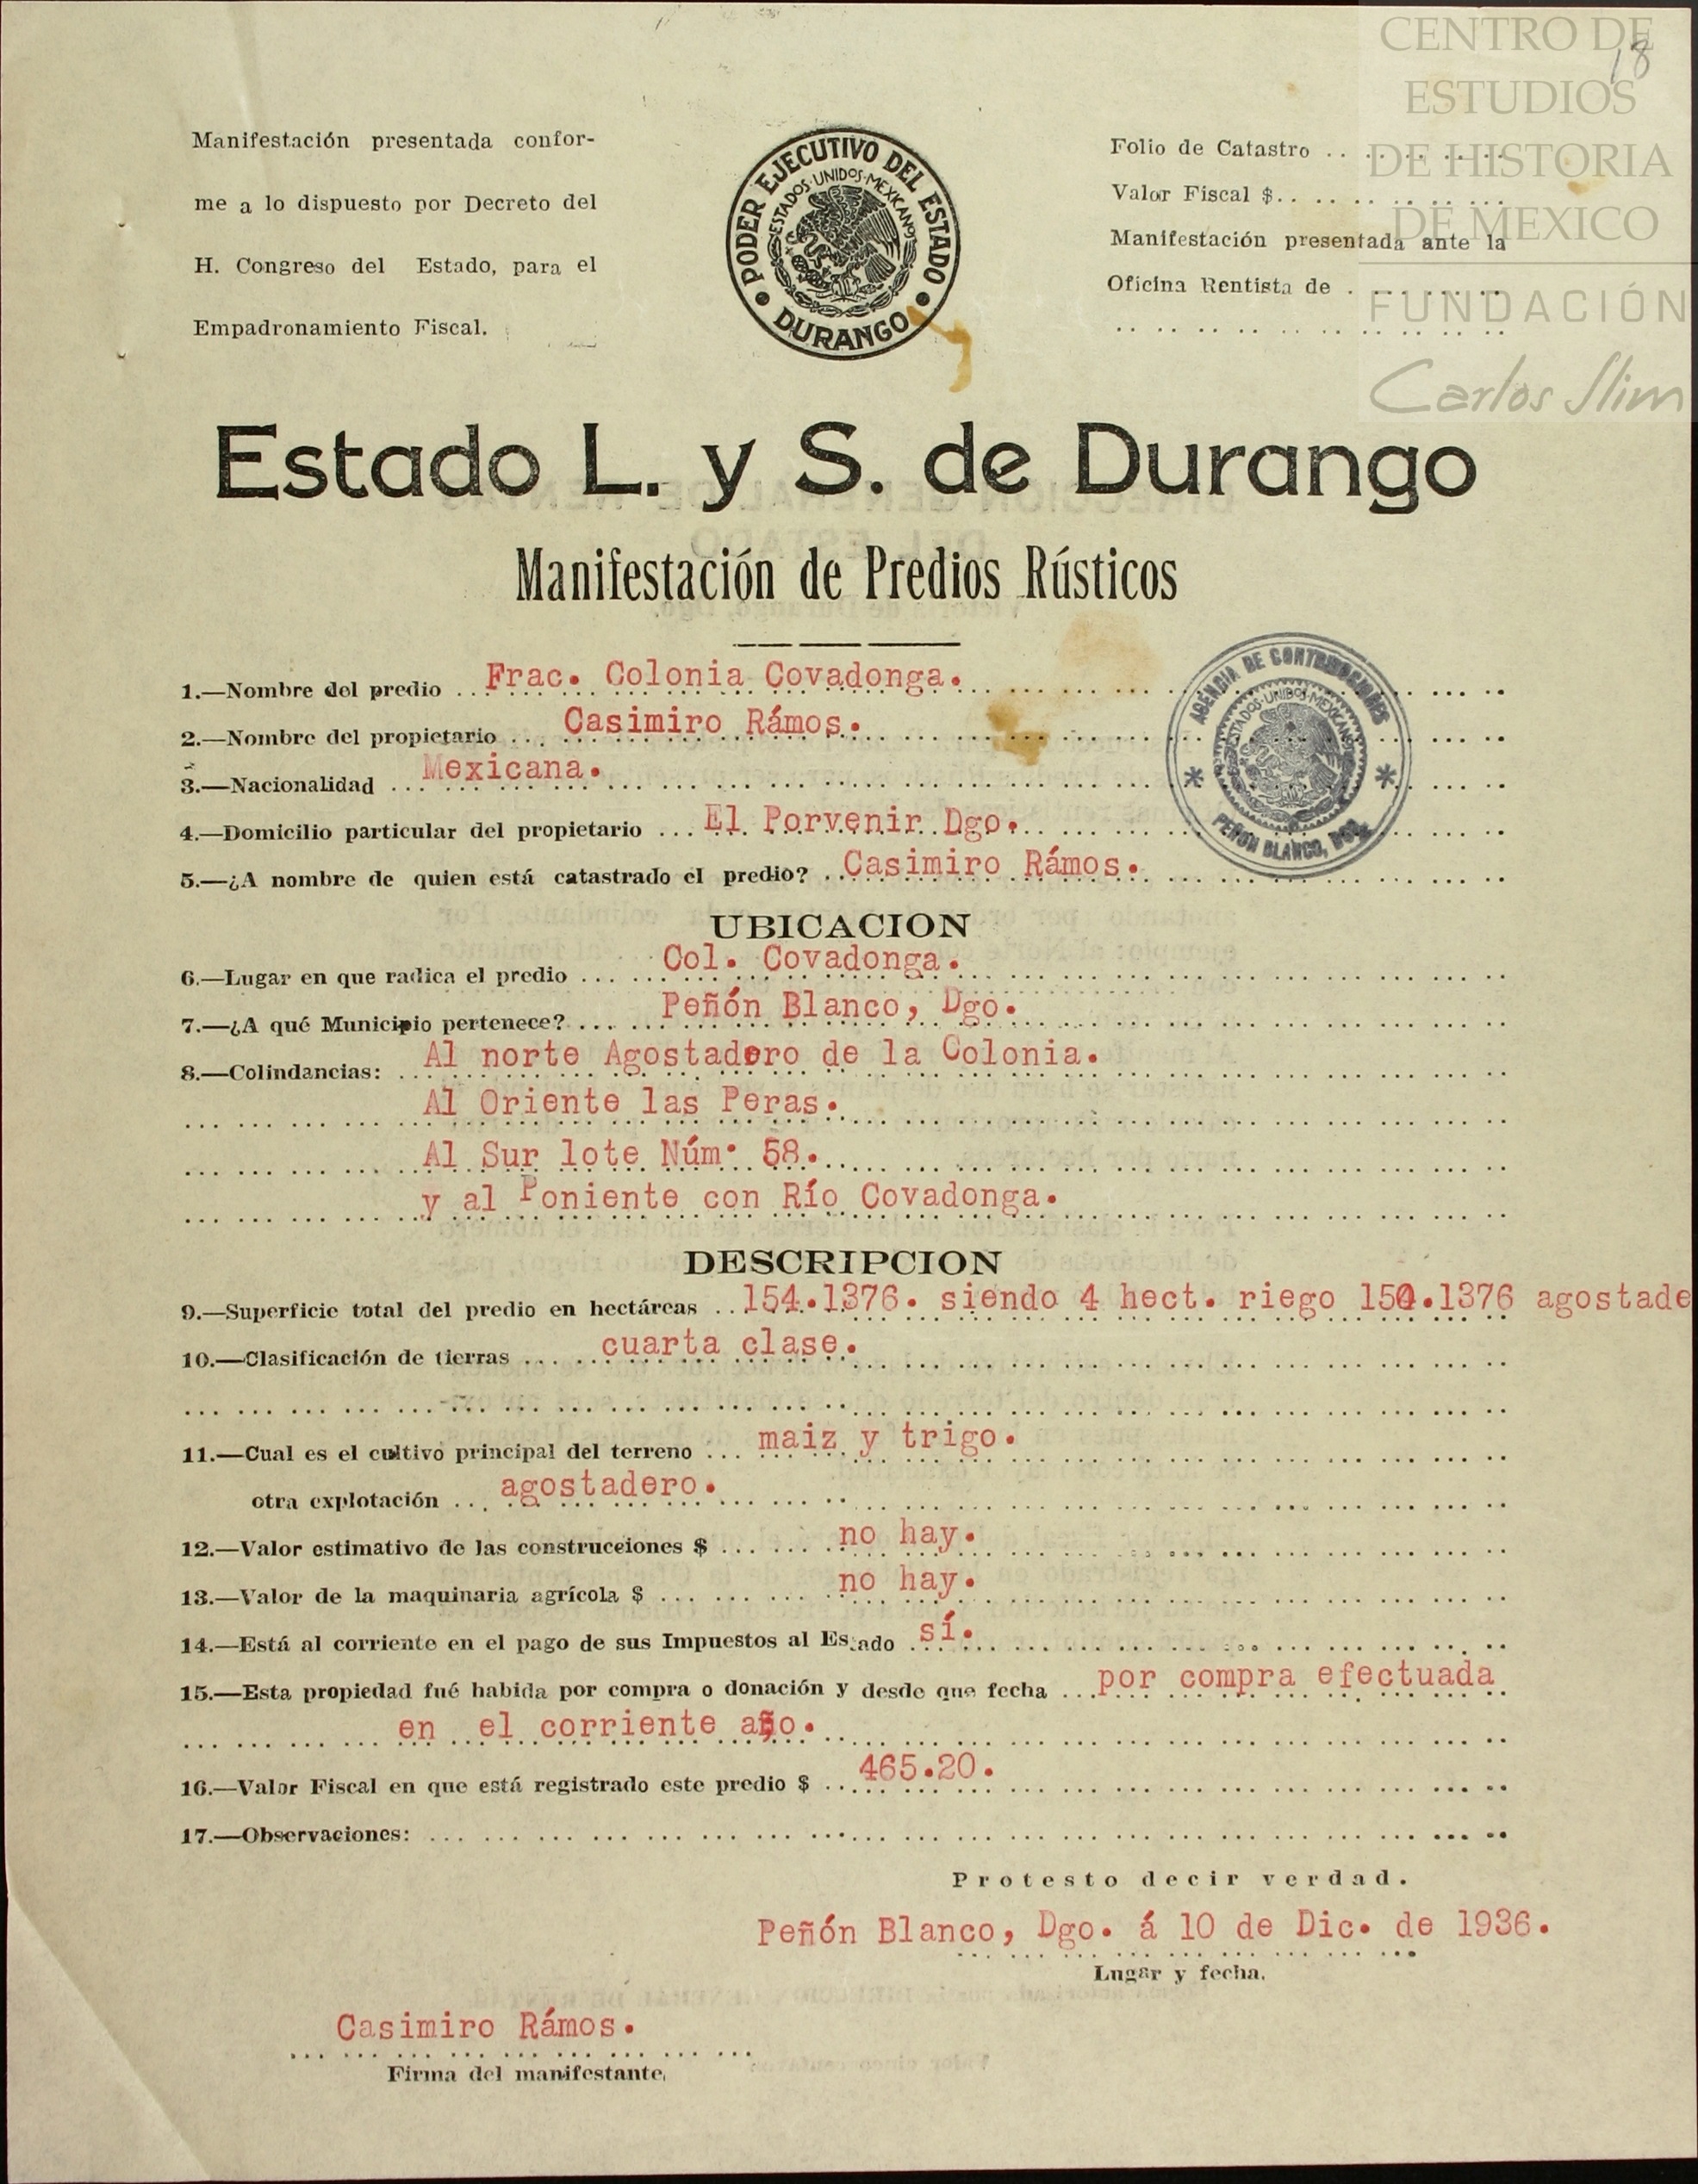 CENTRO DE
ESTUDIOS
DE HISTORIA
DE MEXICO
FUNDACIÓN
Carlos Slim
18
Manifestación presentada confor-
me a lo dispuesto por Decreto del
H. Congreso del Estado, para el
Empadronamiento Fiscal.
PODER EJECUTIVO DEL ESTADO
ESTADOS·UNIDOS·MEXICANOS
DURANGO
Folio de Catastro
Valor Fiscal $
Manifestación presentada ante la
Oficina Rentista de
Estado L. y S. de Durango
Manifestación de Predios Rústicos
AGENCIA DE CONTRIBUCIONES
ESTADOS·UNIDOS·MEXICANOS
PEÑON BLANCO, DGO.
1.—Nombre del predio Frac. Colonia Covadonga.
2.—Nombre del propietario Casimiro Rámos.
3.—Nacionalidad Mexicana.
4.—Domicilio particular del propietario El Porvenir Dgo.
5.—¿A nombre de quien está catastrado el predio? Casimiro Rámos.
UBICACION
6.—Lugar en que radica el predio Col. Covadonga.
7.—¿A qué Municipio pertenece? Peñón Blanco, Dgo.
8.—Colindancias: Al norte Agostadero de la Colonia.
Al Oriente las Peras.
Al Sur lote Núm. 58.
y al Poniente con Río Covadonga.
DESCRIPCION
9.—Superficie total del predio en hectáreas 154.1376. siendo 4 hect. riego 150.1376 agostade
10.—Clasificación de tierras cuarta clase.
11.—Cual es el cultivo principal del terreno maiz y trigo.
otra explotación agostadero.
12.—Valor estimativo de las construcciones $ no hay.
13.—Valor de la maquinaria agrícola $ no hay.
14.—Está al corriente en el pago de sus Impuestos al Estado sí.
15.—Esta propiedad fué habida por compra o donación y desde que fecha por compra efectuada
en el corriente año.
16.—Valor Fiscal en que está registrado este predio $ 465.20.
17.—Observaciones:
Protesto decir verdad.
Peñón Blanco, Dgo. á 10 de Dic. de 1936.
Lugar y fecha.
Casimiro Rámos.
Firma del manifestante,